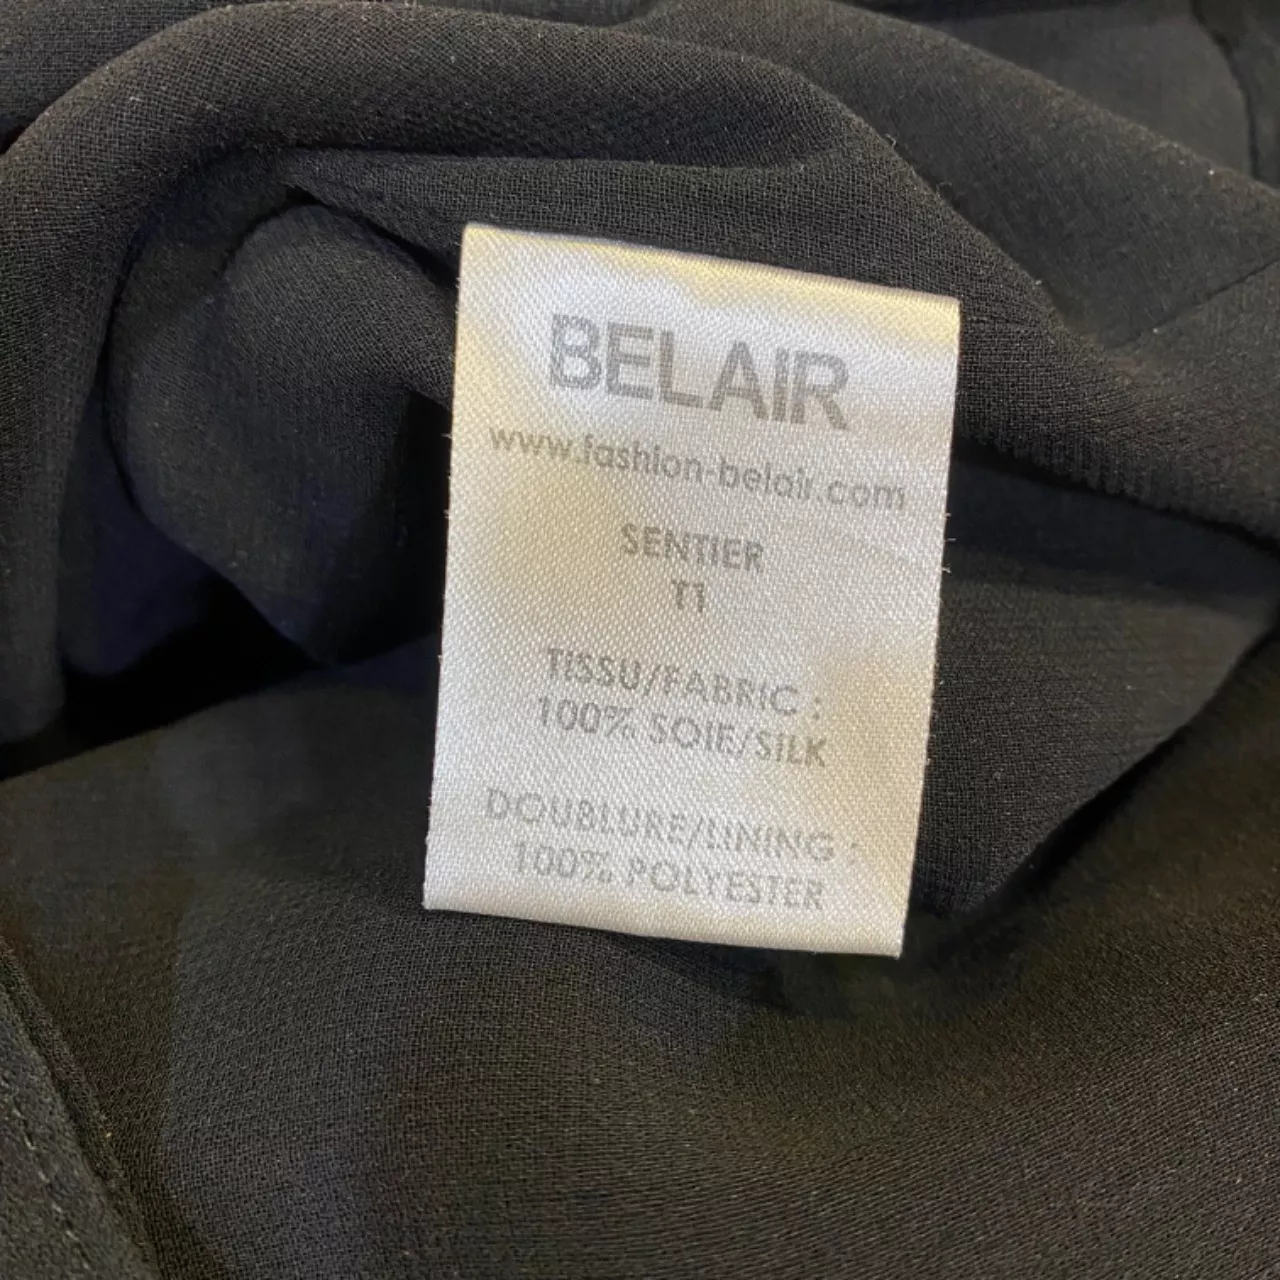 BELAIR
www.fashion-belair.com
SENTIER
T1
TISSU/FABRIC :
100% SOIE/SILK
DOUBLURE/LINING :
100% POLYESTER